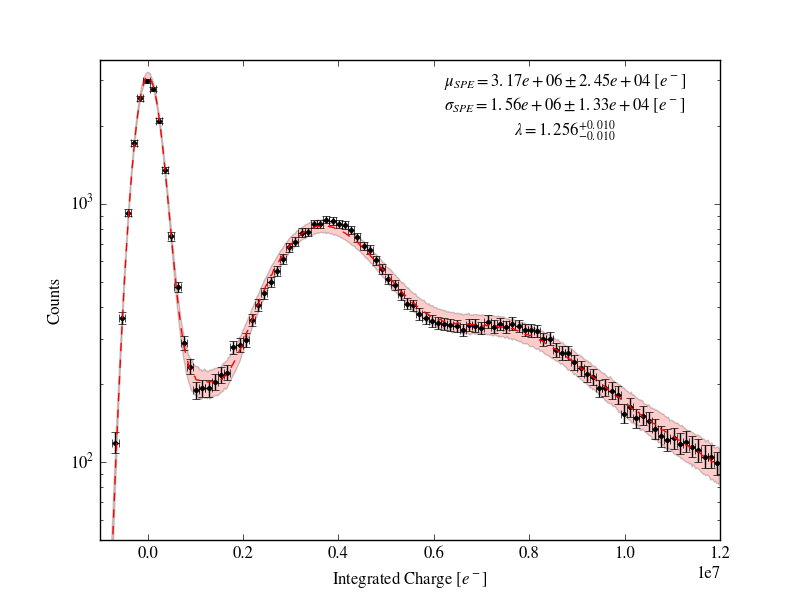 μ_SPE = 3.17e + 06 ± 2.45e + 04 [e⁻]
σ_SPE = 1.56e + 06 ± 1.33e + 04 [e⁻]
λ = 1.256 +0.010 −0.010
10³
Counts
10²
0.0 0.2 0.4 0.6 0.8 1.0 1.2
1e7
Integrated Charge [e⁻]